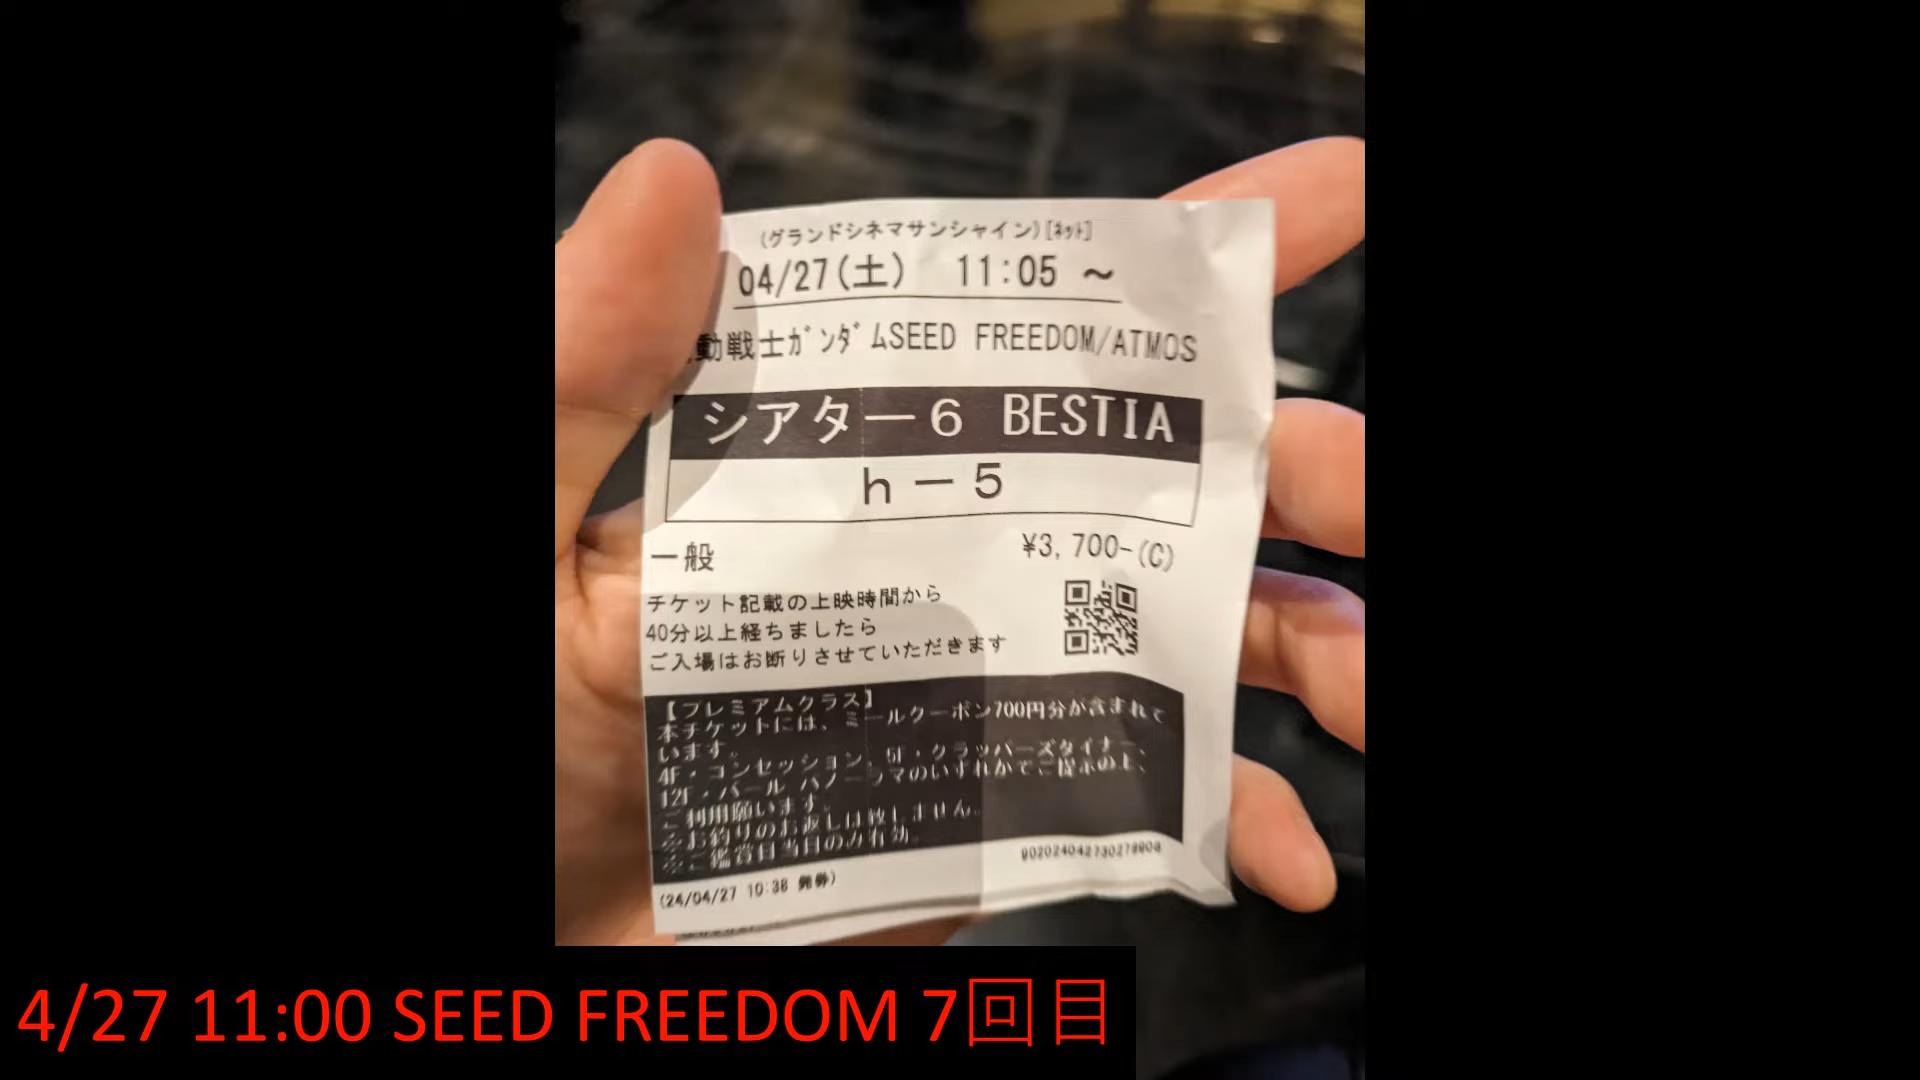 (グランドシネマサンシャイン)[ネット]
04/27(土) 11:05 ～
動戦士ガンダムSEED FREEDOM/ATMOS
シアター6 BESTIA
h－5
一般 ¥3,700-(C)
チケット記載の上映時間から
40分以上経ちましたら
ご入場はお断りさせていただきます
【プレミアムクラス】
本チケットには、ミールクーポン700円分が含まれて
います。
4F・コンセッション、6F・クラッパーズダイナー、
12F・バール パノーラマのいずれかでご提示の上、
ご利用願います。
※お釣りのお返しは致しません。
※ご鑑賞日当日のみ有効。
(24/04/27 10:38 発券)
4/27 11:00 SEED FREEDOM 7回目